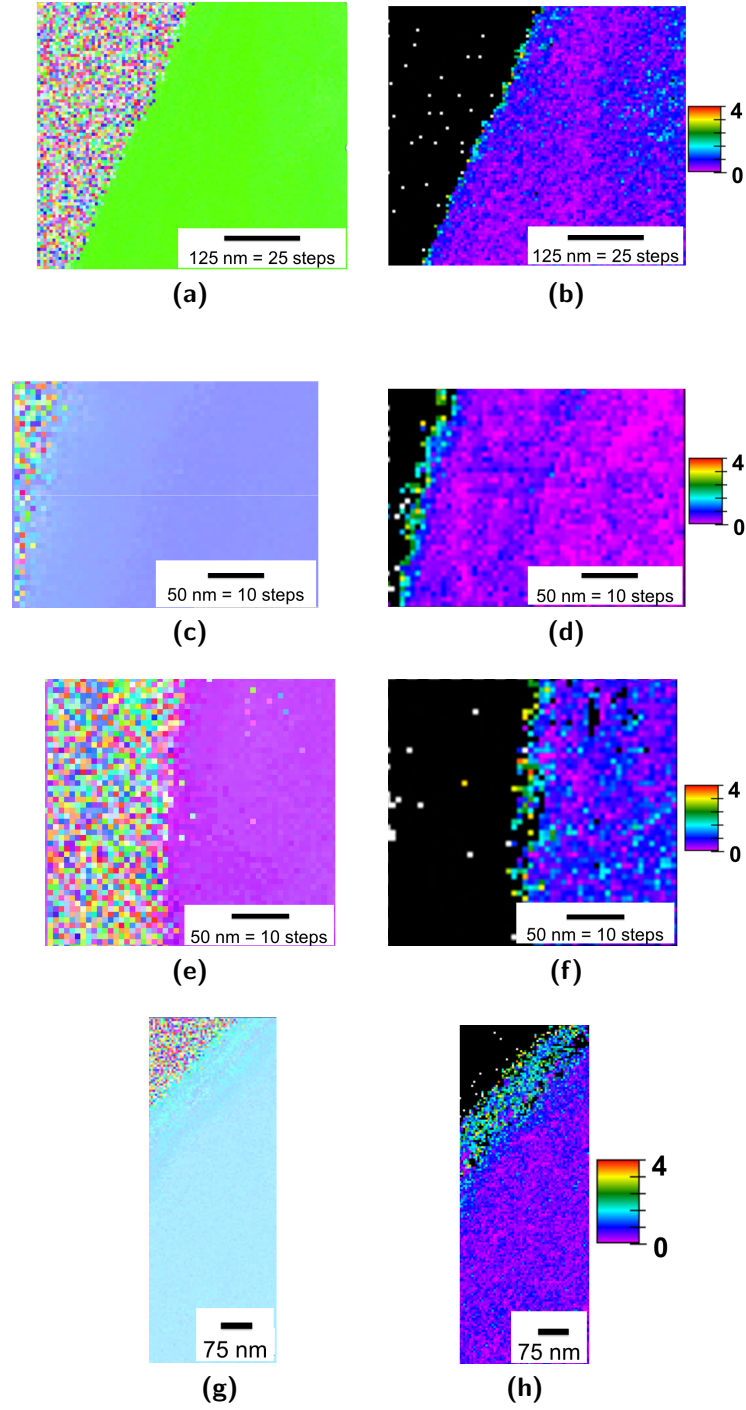 4
0
125 nm = 25 steps
125 nm = 25 steps
(a)
(b)
4
0
50 nm = 10 steps
50 nm = 10 steps
(c)
(d)
4
0
50 nm = 10 steps
50 nm = 10 steps
(e)
(f)
4
0
75 nm
75 nm
(g)
(h)